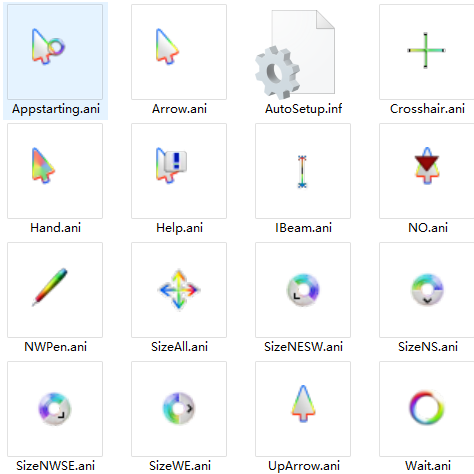 Appstarting.ani
Arrow.ani
AutoSetup.inf
Crosshair.ani
Hand.ani
Help.ani
IBeam.ani
NO.ani
NWPen.ani
SizeAll.ani
SizeNESW.ani
SizeNS.ani
SizeNWSE.ani
SizeWE.ani
UpArrow.ani
Wait.ani